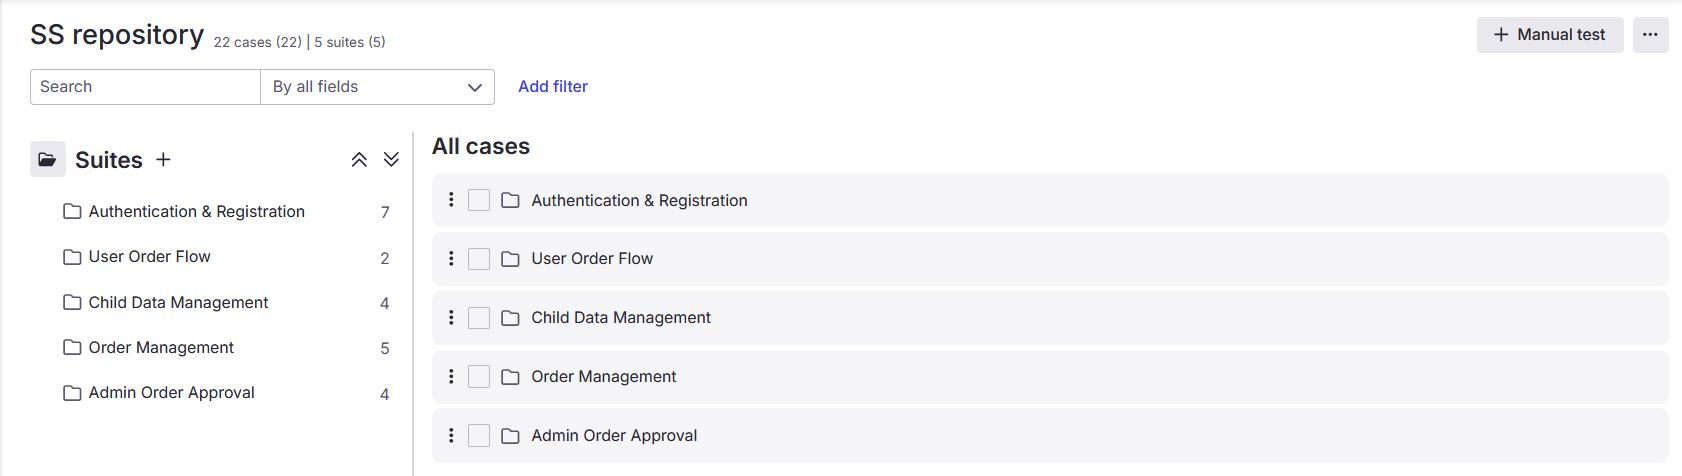 SS repository 22 cases (22) | 5 suites (5)
+ Manual test
Search
By all fields
Add filter
Suites +
Authentication & Registration 7
User Order Flow 2
Child Data Management 4
Order Management 5
Admin Order Approval 4
All cases
Authentication & Registration
User Order Flow
Child Data Management
Order Management
Admin Order Approval